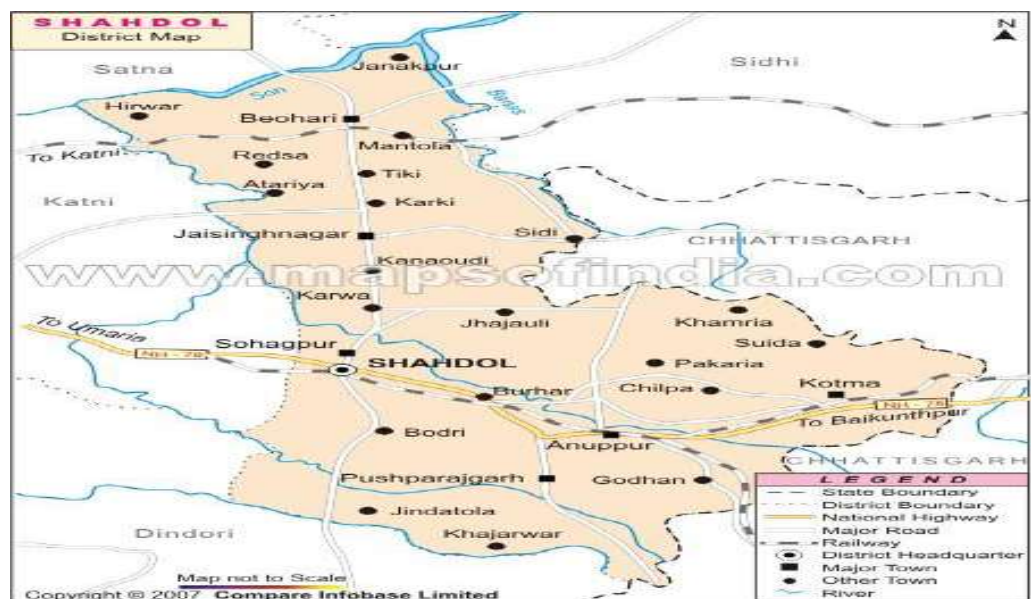 SHAHDOL
District Map
N
Satna
Janakpur
Sidhi
Son
Banas
Hirwar
Beohari
To Katni
Mantola
Redsa
Tiki
Atariya
Katni
Karki
Jaisinghnagar
Sidi
CHHATTISGARH
Kanaoudi
www.mapsofindia.com
Karwa
Jhajauli
Khamria
To Umaria
Suida
NH - 78
Sohagpur
SHAHDOL
Pakaria
Burhar
Chilpa
Kotma
NH - 78
To Baikunthpur
Bodri
Anuppur
CHHATTISGARH
Pushparajgarh
Godhan
LEGEND
State Boundary
Jindatola
District Boundary
National Highway
Dindori
Khajarwar
Major Road
Railway
District Headquarter
Major Town
Map not to Scale
Other Town
River
Copyright © 2007 Compare Infobase Limited